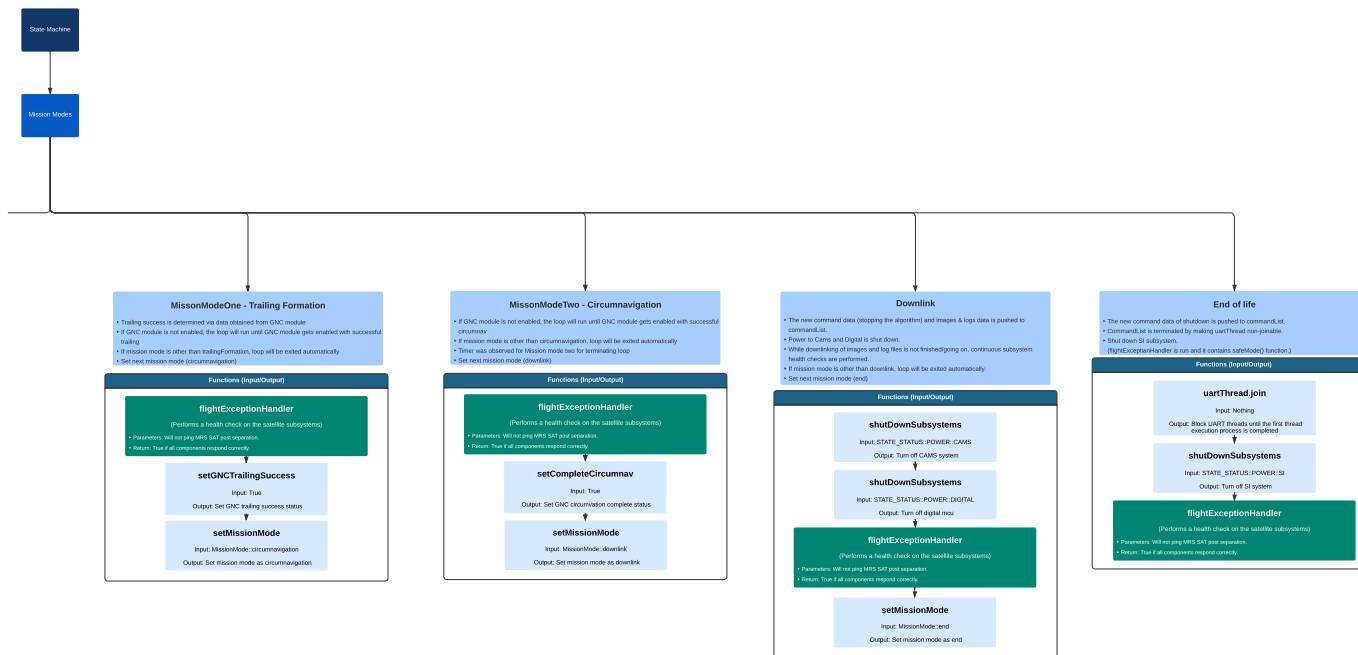 State Machine
Mission Modes
MissonModeOne - Trailing Formation
• Trailing success is determined via data obtained from GNC module
• If GNC module is not enabled, the loop will run until GNC module gets enabled with successful
trailing
• If mission mode is other than trailingFormation, loop will be exited automatically
• Set next mission mode (circumnavigation)
Functions (Input/Output)
flightExceptionHandler
(Performs a health check on the satellite subsystems)
• Parameters: Will not ping MRS SAT post separation.
• Return: True if all components respond correctly.
setGNCTrailingSuccess
Input: True
Output: Set GNC trailing success status
setMissionMode
Input: MissionMode::circumnavigation
Output: Set mission mode as circumnavigation
MissonModeTwo - Circumnavigation
• If GNC module is not enabled, the loop will run until GNC module gets enabled with successful
circumnav
• If mission mode is other than circumnavigation, loop will be exited automatically
• Timer was observed for Mission mode two for terminating loop
• Set next mission mode (downlink)
Functions (Input/Output)
flightExceptionHandler
(Performs a health check on the satellite subsystems)
• Parameters: Will not ping MRS SAT post separation.
• Return: True if all components respond correctly.
setCompleteCircumnav
Input: True
Output: Set GNC circumvation complete status
setMissionMode
Input: MissionMode::downlink
Output: Set mission mode as downlink
Downlink
• The new command data (stopping the algorithm) and images & logs data is pushed to
commandList.
• Power to Cams and Digital is shut down.
• While downlinking of images and log files is not finished/going on, continuous subsystem
health checks are performed.
• If mission mode is other than downlink, loop will be exited automatically.
• Set next mission mode (end)
Functions (Input/Output)
shutDownSubsystems
Input: STATE_STATUS::POWER::CAMS
Output: Turn off CAMS system
shutDownSubsystems
Input: STATE_STATUS::POWER::DIGITAL
Output: Turn off digital mcu
flightExceptionHandler
(Performs a health check on the satellite subsystems)
• Parameters: Will not ping MRS SAT post separation.
• Return: True if all components respond correctly.
setMissionMode
Input: MissionMode::end
Output: Set mission mode as end
End of life
• The new command data of shutdown is pushed to commandList.
• CommandList is terminated by making uartThread non-joinable.
• Shut down SI subsystem.
(flightExceptionHandler is run and it contains safeMode() function.)
Functions (Input/Output)
uartThread.join
Input: Nothing
Output: Block UART threads until the first thread
execution process is completed
shutDownSubsystems
Input: STATE_STATUS::POWER::SI
Output: Turn off SI system
flightExceptionHandler
(Performs a health check on the satellite subsystems)
• Parameters: Will not ping MRS SAT post separation.
• Return: True if all components respond correctly.